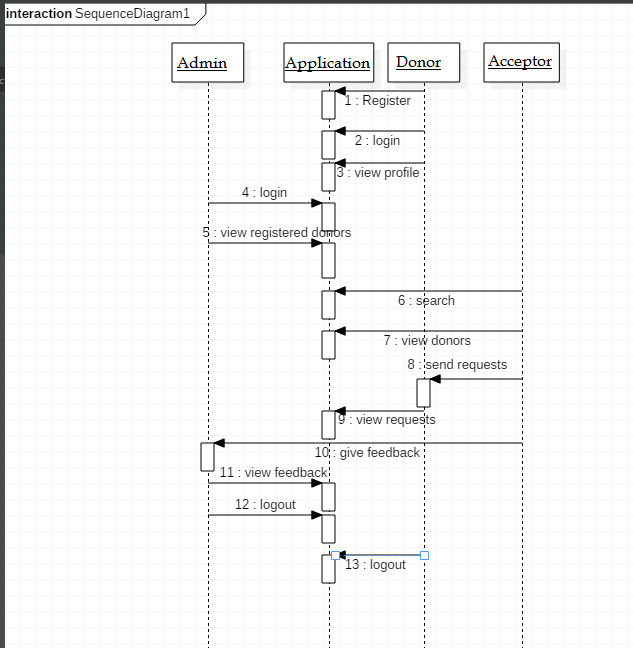 interaction SequenceDiagram1
Admin
Application
Donor
Acceptor
1 : Register
2 : login
3 : view profile
4 : login
5 : view registered donors
6 : search
7 : view donors
8 : send requests
9 : view requests
10 : give feedback
11 : view feedback
12 : logout
13 : logout